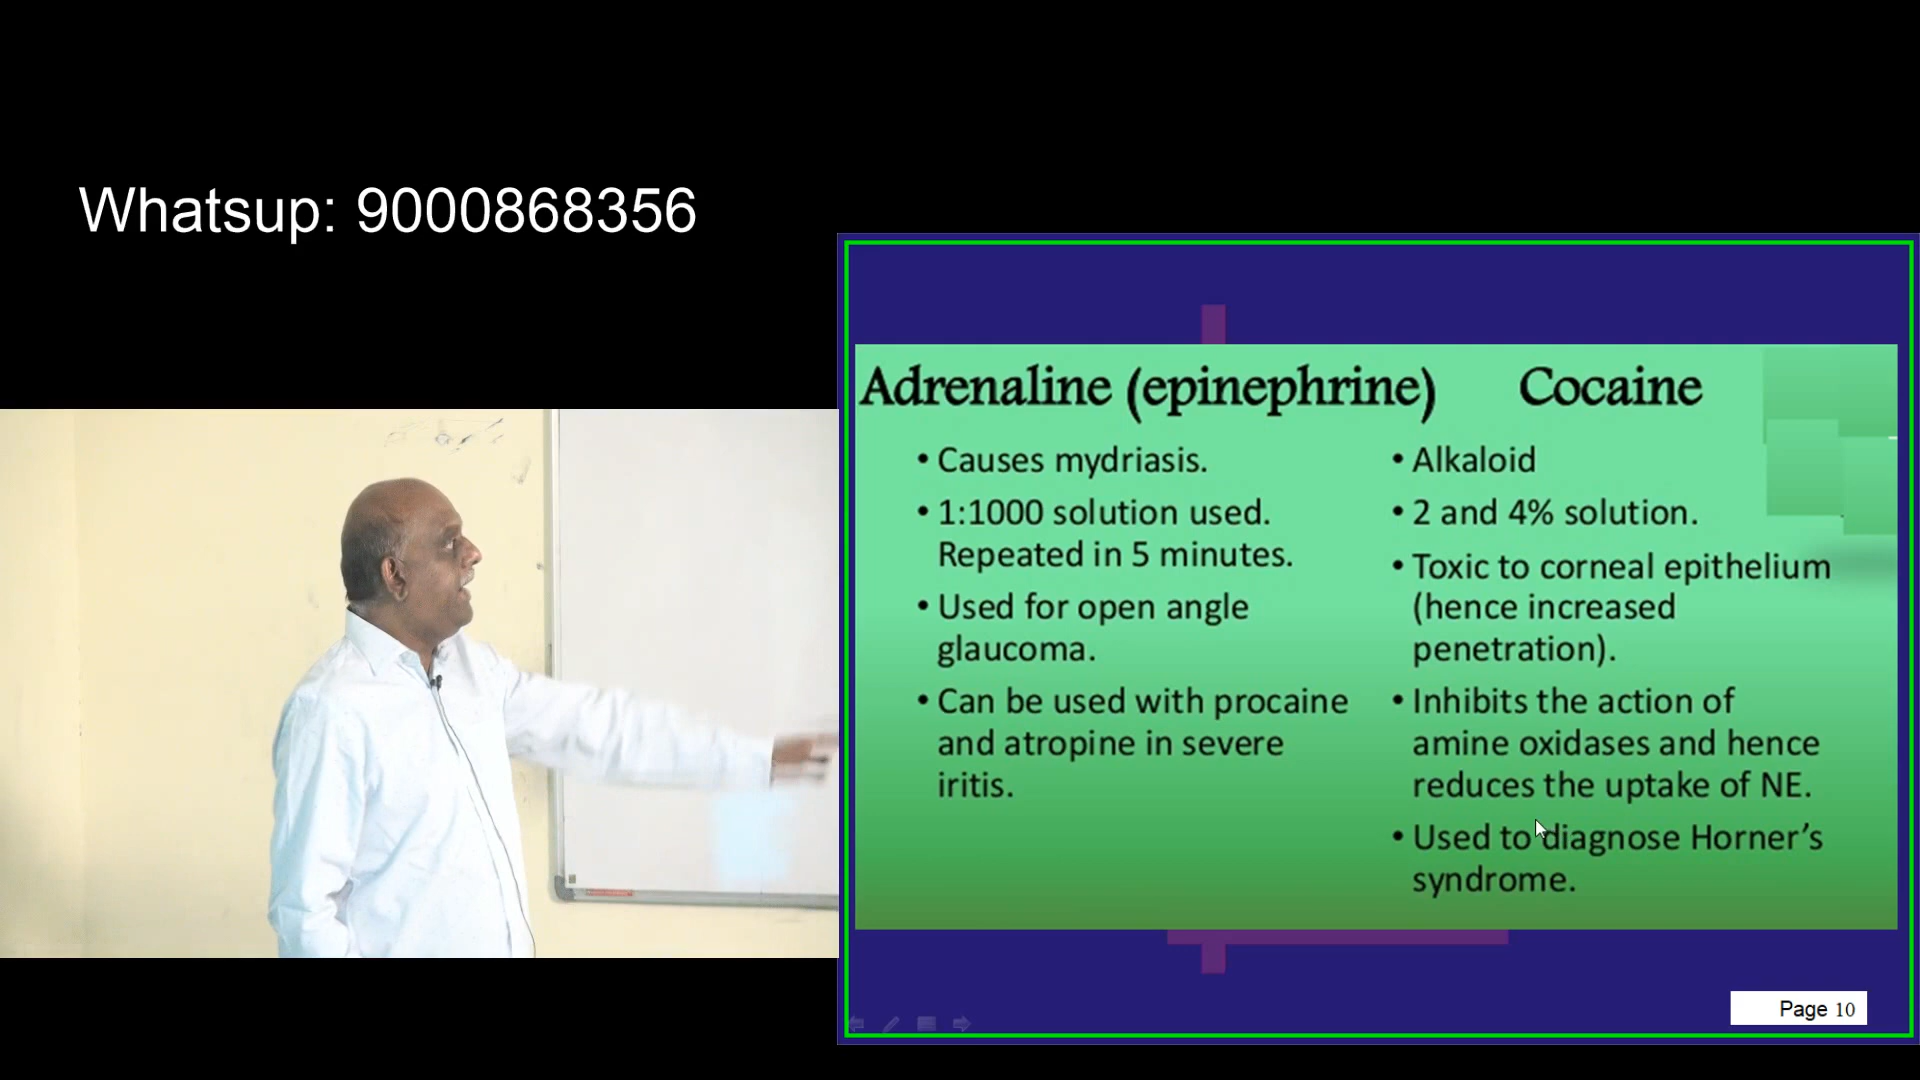 Whatsup: 9000868356
Adrenaline (epinephrine)
• Causes mydriasis.
• 1:1000 solution used.
Repeated in 5 minutes.
• Used for open angle
glaucoma.
• Can be used with procaine
and atropine in severe
iritis.
Cocaine
• Alkaloid
• 2 and 4% solution.
• Toxic to corneal epithelium
(hence increased
penetration).
• Inhibits the action of
amine oxidases and hence
reduces the uptake of NE.
• Used to diagnose Horner’s
syndrome.
Page 10